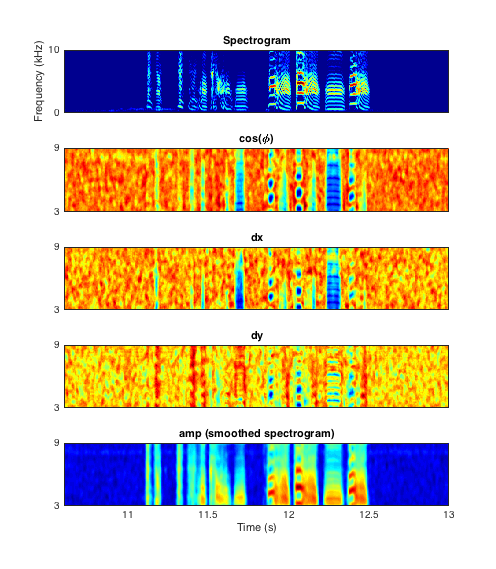 Spectrogram
Frequency (kHz)
10
0
cos(ϕ)
9
3
dx
9
3
dy
9
3
amp (smoothed spectrogram)
9
3
11 11.5 12 12.5 13
Time (s)